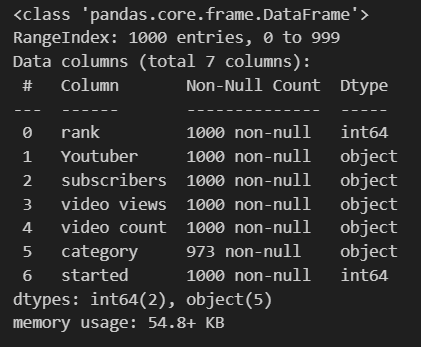 <class 'pandas.core.frame.DataFrame'>
RangeIndex: 1000 entries, 0 to 999
Data columns (total 7 columns):
 #   Column       Non-Null Count  Dtype
---  ------       --------------  -----
 0   rank         1000 non-null   int64
 1   Youtuber     1000 non-null   object
 2   subscribers  1000 non-null   object
 3   video views  1000 non-null   object
 4   video count  1000 non-null   object
 5   category     973 non-null    object
 6   started      1000 non-null   int64
dtypes: int64(2), object(5)
memory usage: 54.8+ KB